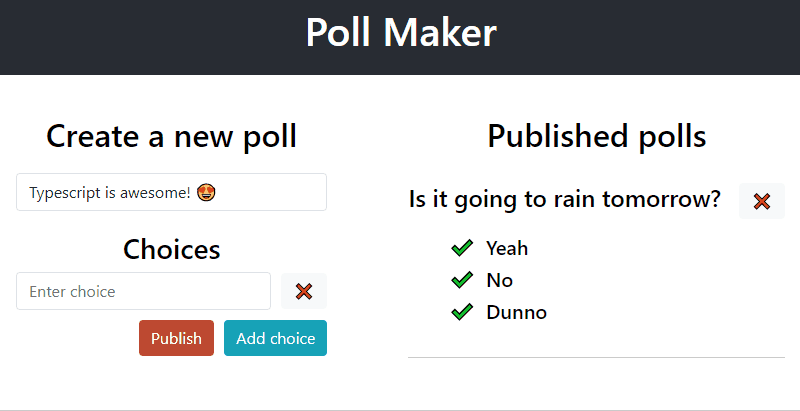 Poll Maker
Create a new poll
Typescript is awesome! 🤩
Choices
Enter choice
Publish
Add choice
Published polls
Is it going to rain tomorrow?
Yeah
No
Dunno